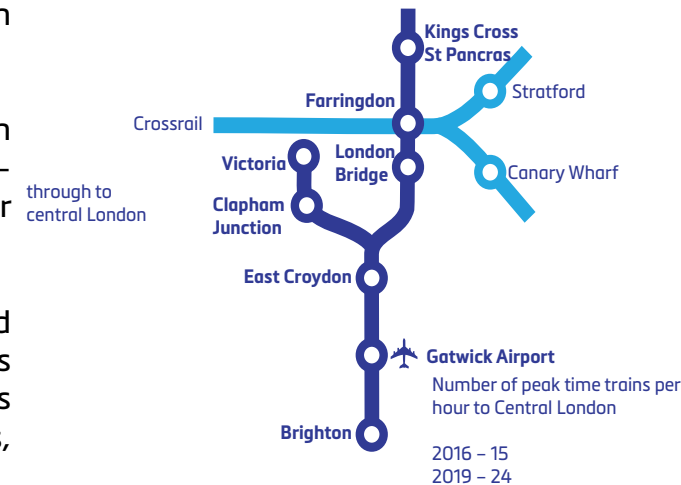 n
n
–
r
d
s
s
,
through to
central London
Kings Cross
St Pancras
Stratford
Farringdon
Crossrail
London
Bridge
Victoria
Canary Wharf
Clapham
Junction
East Croydon
Gatwick Airport
Number of peak time trains per
hour to Central London
Brighton
2016 – 15
2019 – 24